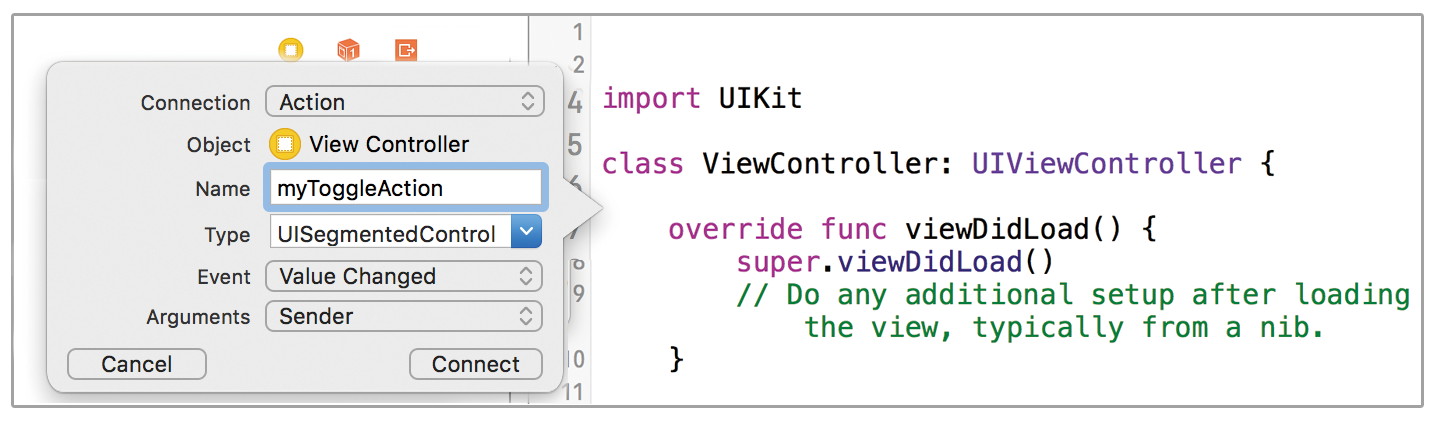 1
2
4
5
6
7
8
9
10
11
Connection Action
Object View Controller
Name myToggleAction
Type UISegmentedControl
Event Value Changed
Arguments Sender
Cancel Connect
import UIKit
class ViewController: UIViewController {
override func viewDidLoad() {
super.viewDidLoad()
// Do any additional setup after loading
the view, typically from a nib.
}